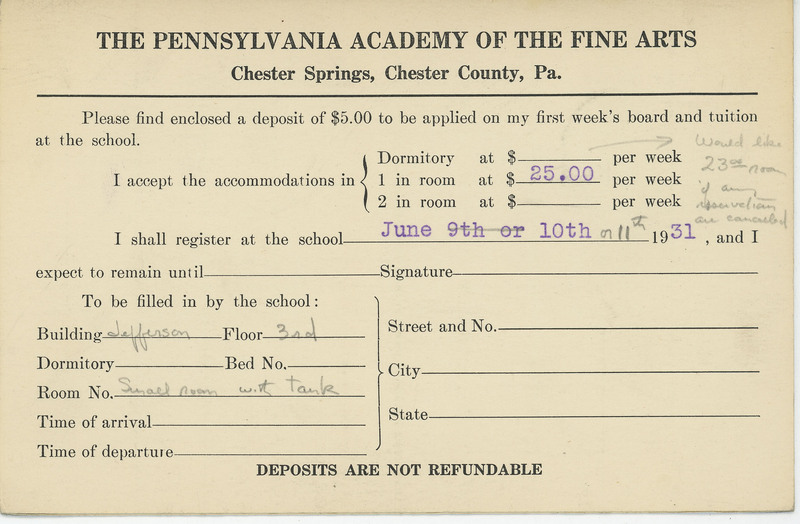 THE PENNSYLVANIA ACADEMY OF THE FINE ARTS
Chester Springs, Chester County, Pa.
Please find enclosed a deposit of $5.00 to be applied on my first week's board and tuition
at the school.
I accept the accommodations in
Dormitory at $ per week
1 in room at $ 25.00 per week
2 in room at $ per week
Would like
23.00 room
if any
reservations
are canceled
I shall register at the school June 9th or 10th or 11th 1931, and I
expect to remain until Signature
To be filled in by the school:
Building Jefferson Floor 3rd
Dormitory Bed No.
Room No. Small room with tank
Time of arrival
Time of departure
Street and No.
City
State
DEPOSITS ARE NOT REFUNDABLE